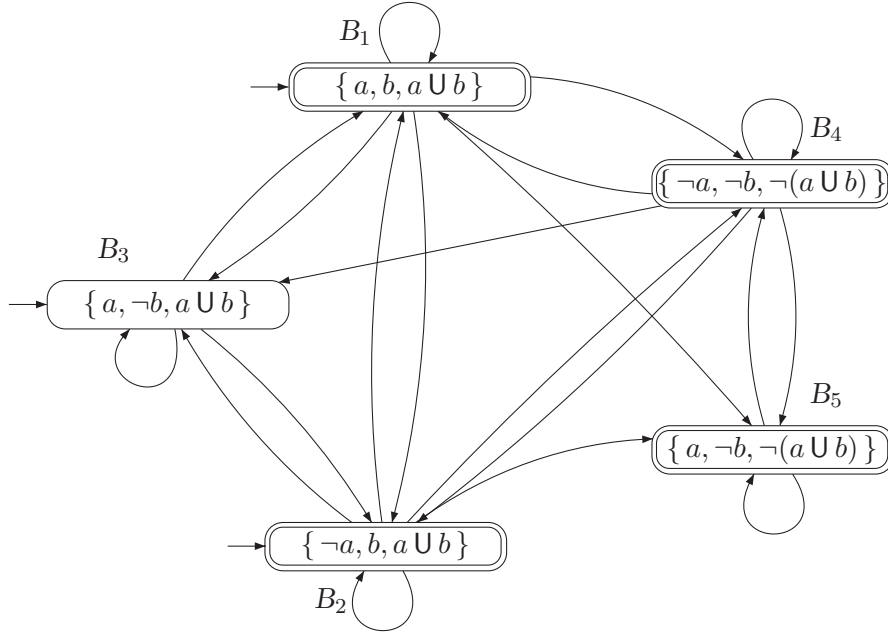 B₁
{ a, b, a U b }
B₄
{ ¬a, ¬b, ¬(a U b) }
B₃
{ a, ¬b, a U b }
B₅
{ a, ¬b, ¬(a U b) }
{ ¬a, b, a U b }
B₂